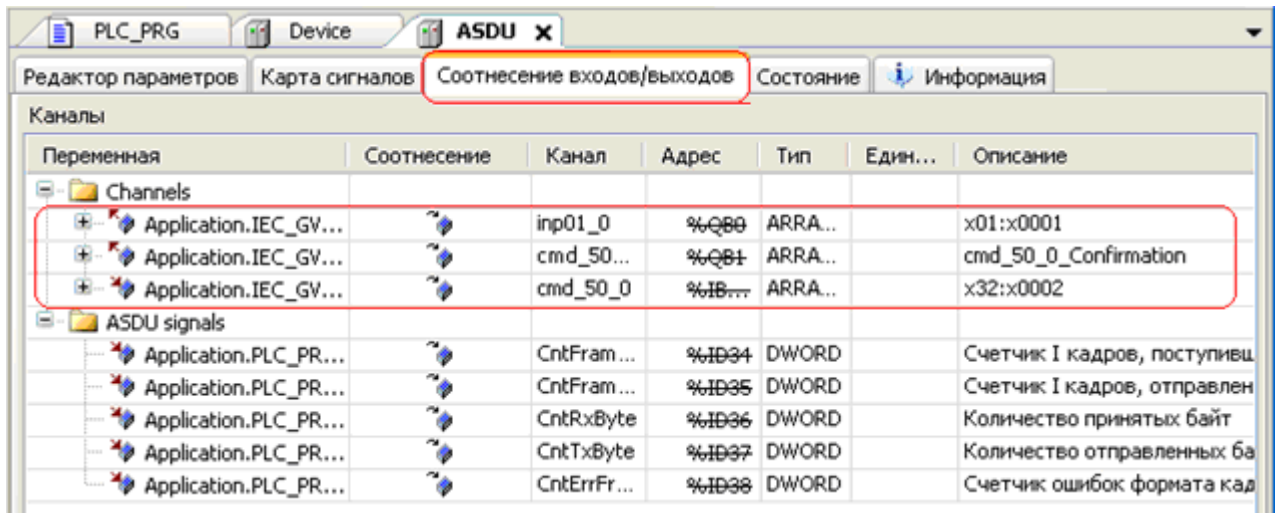 PLC_PRG Device ASDU
Редактор параметров Карта сигналов Соотнесение входов/выходов Состояние Информация
Каналы
Переменная Соотнесение Канал Адрес Тип Един... Описание
Channels
Application.IEC_GV... inp01_0 %QB0 ARRA... x01:x0001
Application.IEC_GV... cmd_50... %QB1 ARRA... cmd_50_0_Confirmation
Application.IEC_GV... cmd_50_0 %IB... ARRA... x32:x0002
ASDU signals
Application.PLC_PR... CntFram... %ID34 DWORD Счетчик I кадров, поступивш
Application.PLC_PR... CntFram... %ID35 DWORD Счетчик I кадров, отправлен
Application.PLC_PR... CntRxByte %ID36 DWORD Количество принятых байт
Application.PLC_PR... CntTxByte %ID37 DWORD Количество отправленных ба
Application.PLC_PR... CntErrFr... %ID38 DWORD Счетчик ошибок формата кад